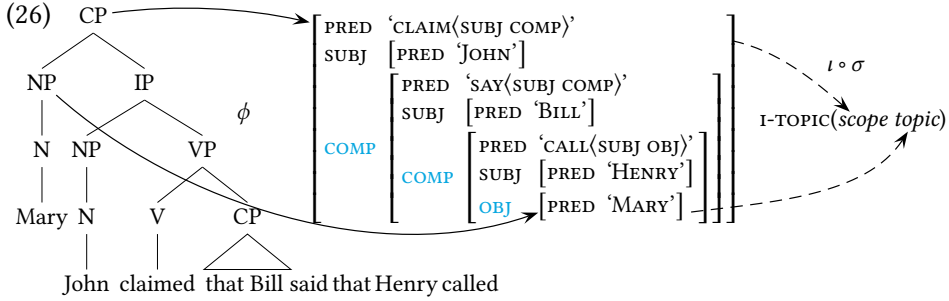 (26)
CP
NP IP
N NP VP
Mary N V CP
John claimed that Bill said that Henry called
ϕ
PRED ‘CLAIM⟨SUBJ COMP⟩’
SUBJ [PRED ‘JOHN’]
PRED ‘SAY⟨SUBJ COMP⟩’
SUBJ [PRED ‘BILL’]
COMP
PRED ‘CALL⟨SUBJ OBJ⟩’
COMP SUBJ [PRED ‘HENRY’]
OBJ [PRED ‘MARY’]
ι ∘ σ
I-TOPIC(scope topic)